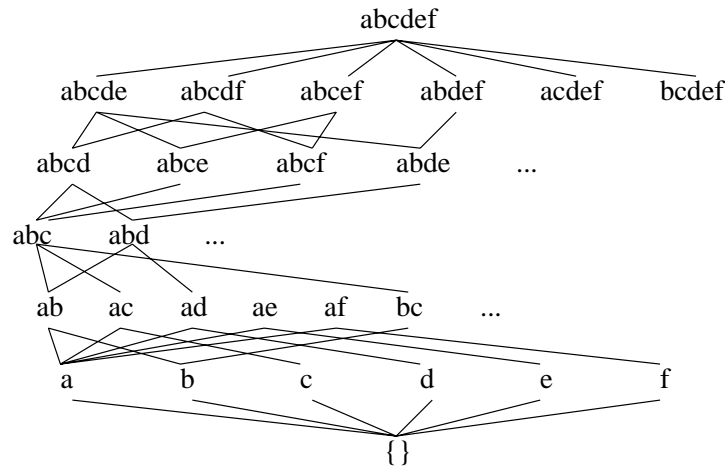 abcdef
abcde abcdf abcef abdef acdef bcdef
abcd abce abcf abde ...
abc abd ...
ab ac ad ae af bc ...
a b c d e f
{}